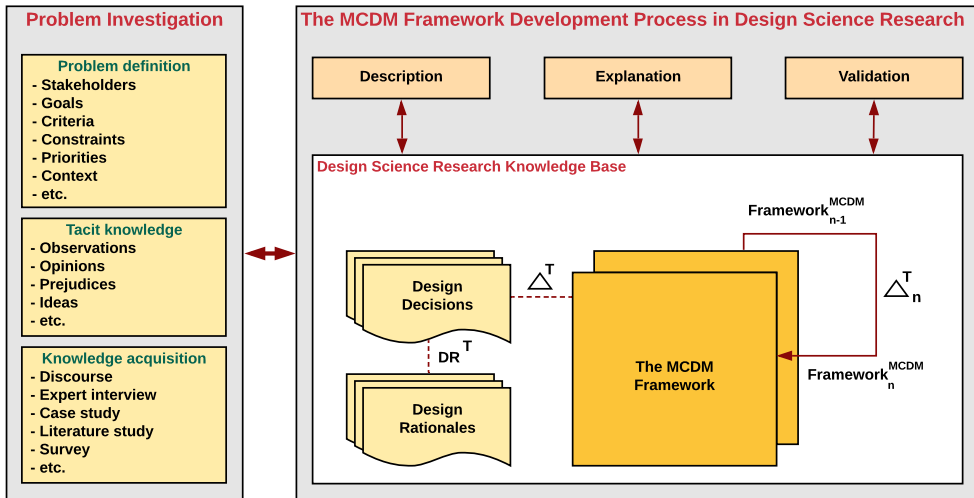 Problem Investigation
Problem definition
- Stakeholders
- Goals
- Criteria
- Constraints
- Priorities
- Context
- etc.
Tacit knowledge
- Observations
- Opinions
- Prejudices
- Ideas
- etc.
Knowledge acquisition
- Discourse
- Expert interview
- Case study
- Literature study
- Survey
- etc.
The MCDM Framework Development Process in Design Science Research
Description
Explanation
Validation
Design Science Research Knowledge Base
Design
Decisions
△^T
DR^T
Design
Rationales
The MCDM
Framework
Framework^MCDM_n-1
△^T_n
Framework^MCDM_n